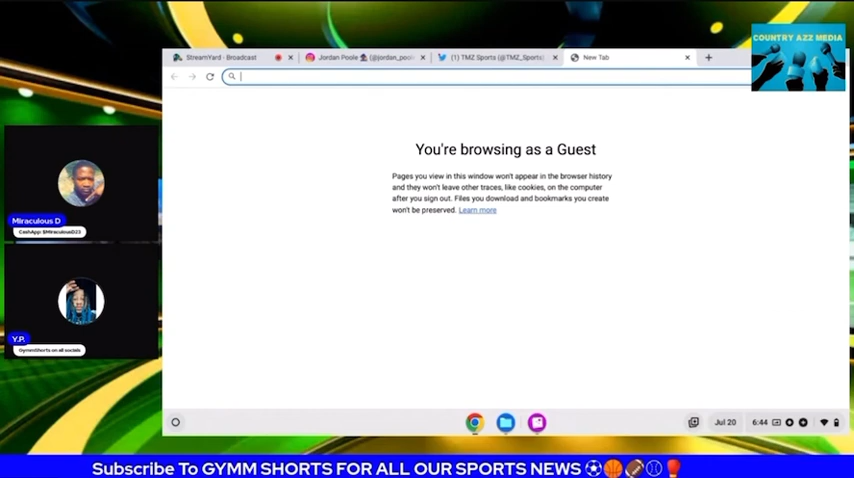 StreamYard - Broadcast
Jordan Poole (@jordan_poole
(1) TMZ Sports (@TMZ_Sports)
New Tab
COUNTRY AZZ MEDIA
You're browsing as a Guest
Pages you view in this window won't appear in the browser history
and they won't leave other traces, like cookies, on the computer
after you sign out. Files you download and bookmarks you create
won't be preserved. Learn more
Miraculous D
CashApp: $MiraculousD23
Y.P.
GymmShorts on all socials
Jul 20
6:44
Subscribe To GYMM SHORTS FOR ALL OUR SPORTS NEWS ⚽🏀🏈⚾🥊